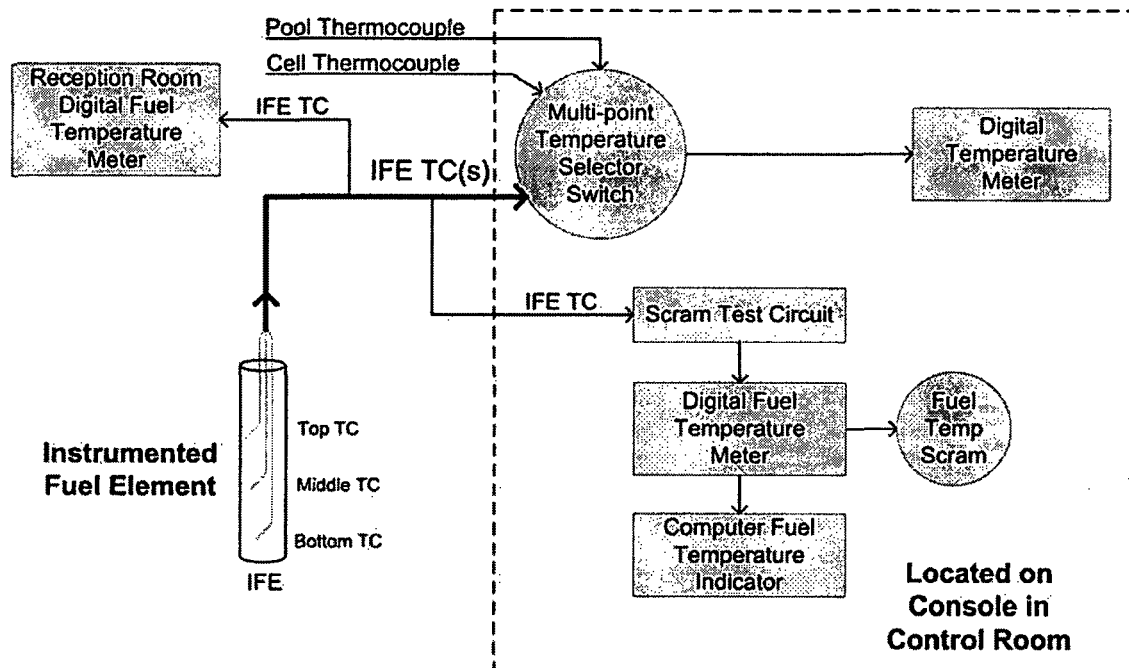 Pool Thermocouple
Cell Thermocouple
Reception Room
Digital Fuel
Temperature
Meter
IFE TC
IFE TC(s)
Multi-point
Temperature
Selector
Switch
Digital
Temperature
Meter
IFE TC
Scram Test Circuit
Digital Fuel
Temperature
Meter
Fuel
Temp
Scram
Computer Fuel
Temperature
Indicator
Instrumented
Fuel Element
Top TC
Middle TC
Bottom TC
IFE
Located on
Console in
Control Room